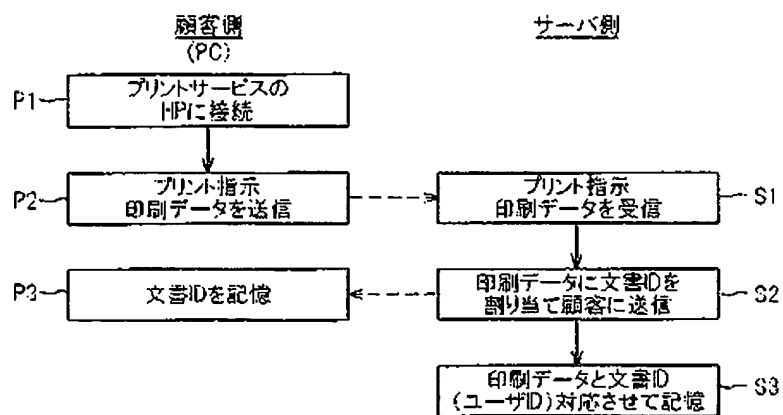 顧客側
(PC)
サーバ側
P1
プリントサービスの
HPに接続
P2
プリント指示
印刷データを送信
プリント指示
印刷データを受信
S1
P3
文書IDを記憶
印刷データに文書IDを
割り当て顧客に送信
S2
印刷データと文書ID
(ユーザID)対応させて記憶
S3